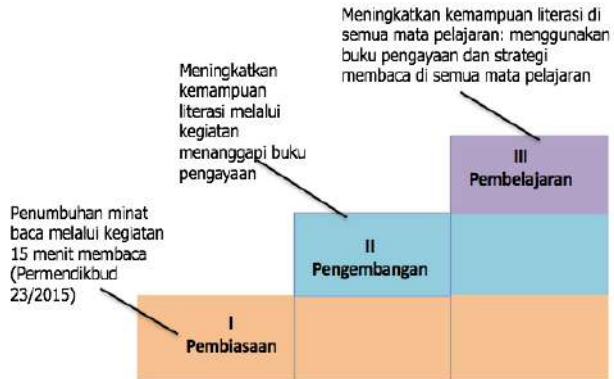 Meningkatkan kemampuan literasi di
semua mata pelajaran: menggunakan
buku pengayaan dan strategi
membaca di semua mata pelajaran
Meningkatkan
kemampuan
literasi melalui
kegiatan
menanggapi buku
pengayaan
III
Pembelajaran
Penumbuhan minat
baca melalui kegiatan
15 menit membaca
(Permendikbud
23/2015)
II
Pengembangan
I
Pembiasaan